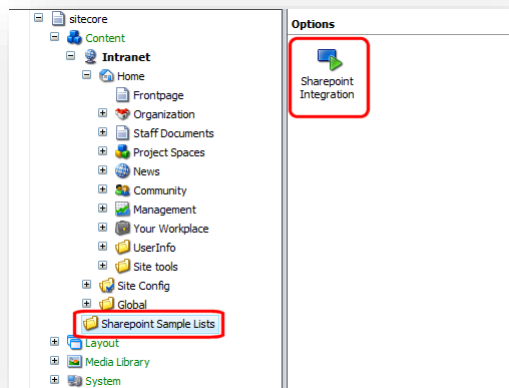 sitecore
Content
Intranet
Home
Frontpage
Organization
Staff Documents
Project Spaces
News
Community
Management
Your Workplace
UserInfo
Site tools
Site Config
Global
Sharepoint Sample Lists
Layout
Media Library
System
Options
Sharepoint
Integration